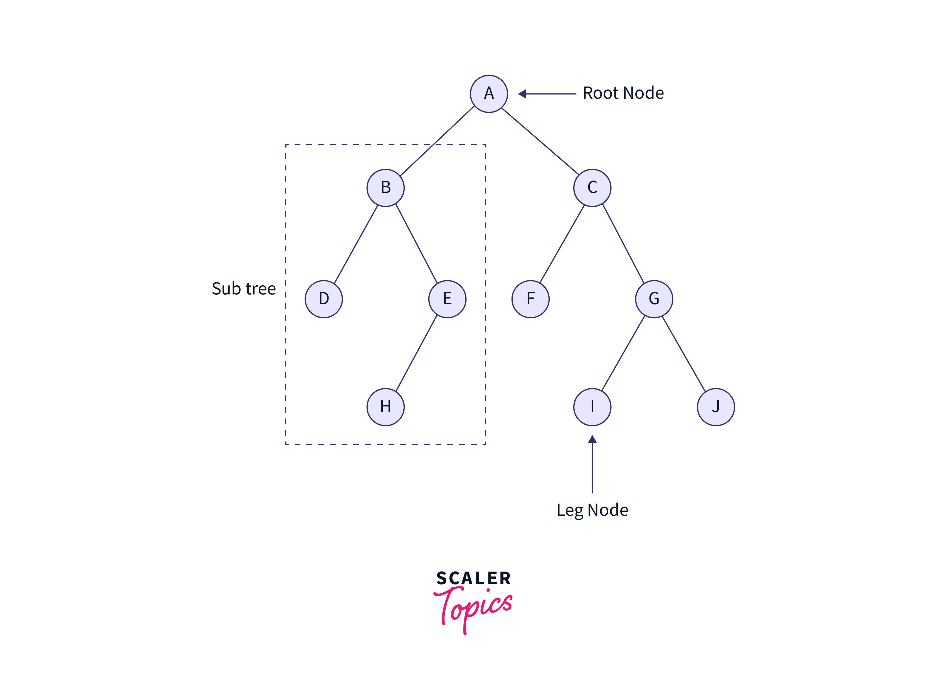 A
Root Node
B
C
Sub tree
D
E
F
G
H
I
J
Leg Node
SCALER
Topics